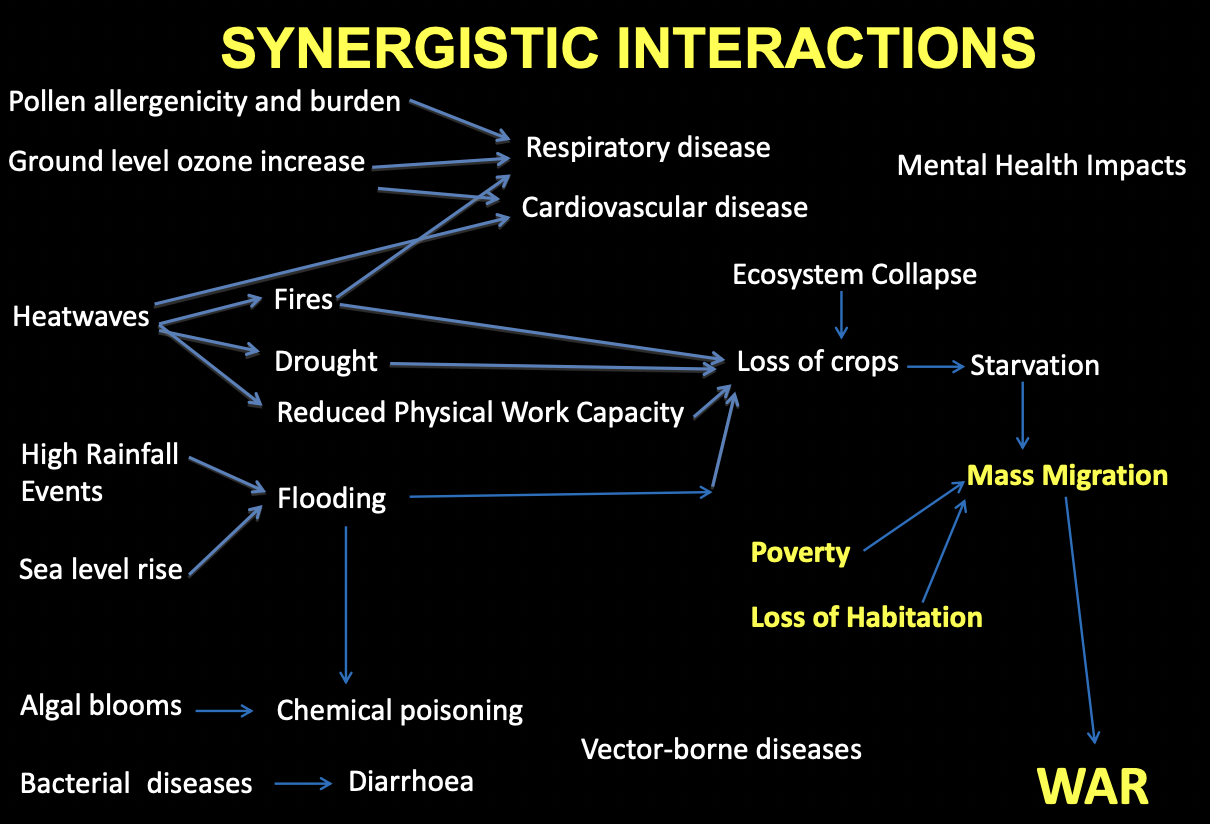 SYNERGISTIC INTERACTIONS
Pollen allergenicity and burden
Ground level ozone increase
Respiratory disease
Mental Health Impacts
Cardiovascular disease
Ecosystem Collapse
Heatwaves
Fires
Drought
Loss of crops
Starvation
Reduced Physical Work Capacity
High Rainfall
Events
Flooding
Mass Migration
Poverty
Sea level rise
Loss of Habitation
Algal blooms
Chemical poisoning
Vector-borne diseases
Bacterial diseases
Diarrhoea
WAR